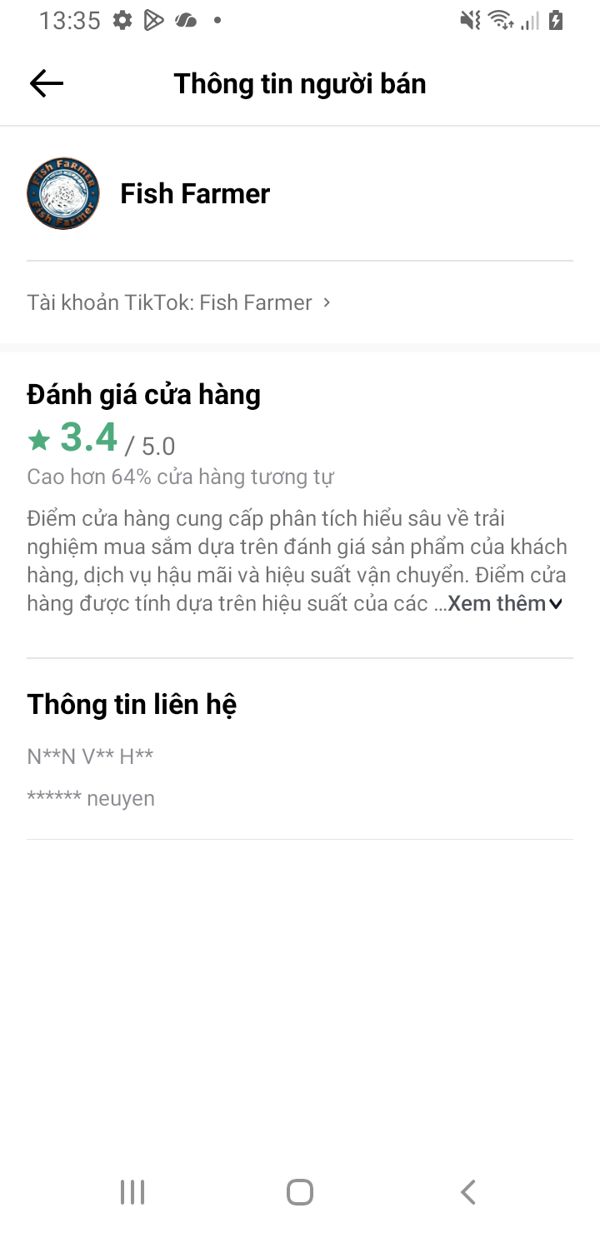 13:35
Thông tin người bán
Fish Farmer
Fish Farmer
Fish Farmer
Tài khoản TikTok: Fish Farmer
Đánh giá cửa hàng
3.4 / 5.0
Cao hơn 64% cửa hàng tương tự
Điểm cửa hàng cung cấp phân tích hiểu sâu về trải
nghiệm mua sắm dựa trên đánh giá sản phẩm của khách
hàng, dịch vụ hậu mãi và hiệu suất vận chuyển. Điểm cửa
hàng được tính dựa trên hiệu suất của các ...Xem thêm
Thông tin liên hệ
N**N V** H**
****** neuyen